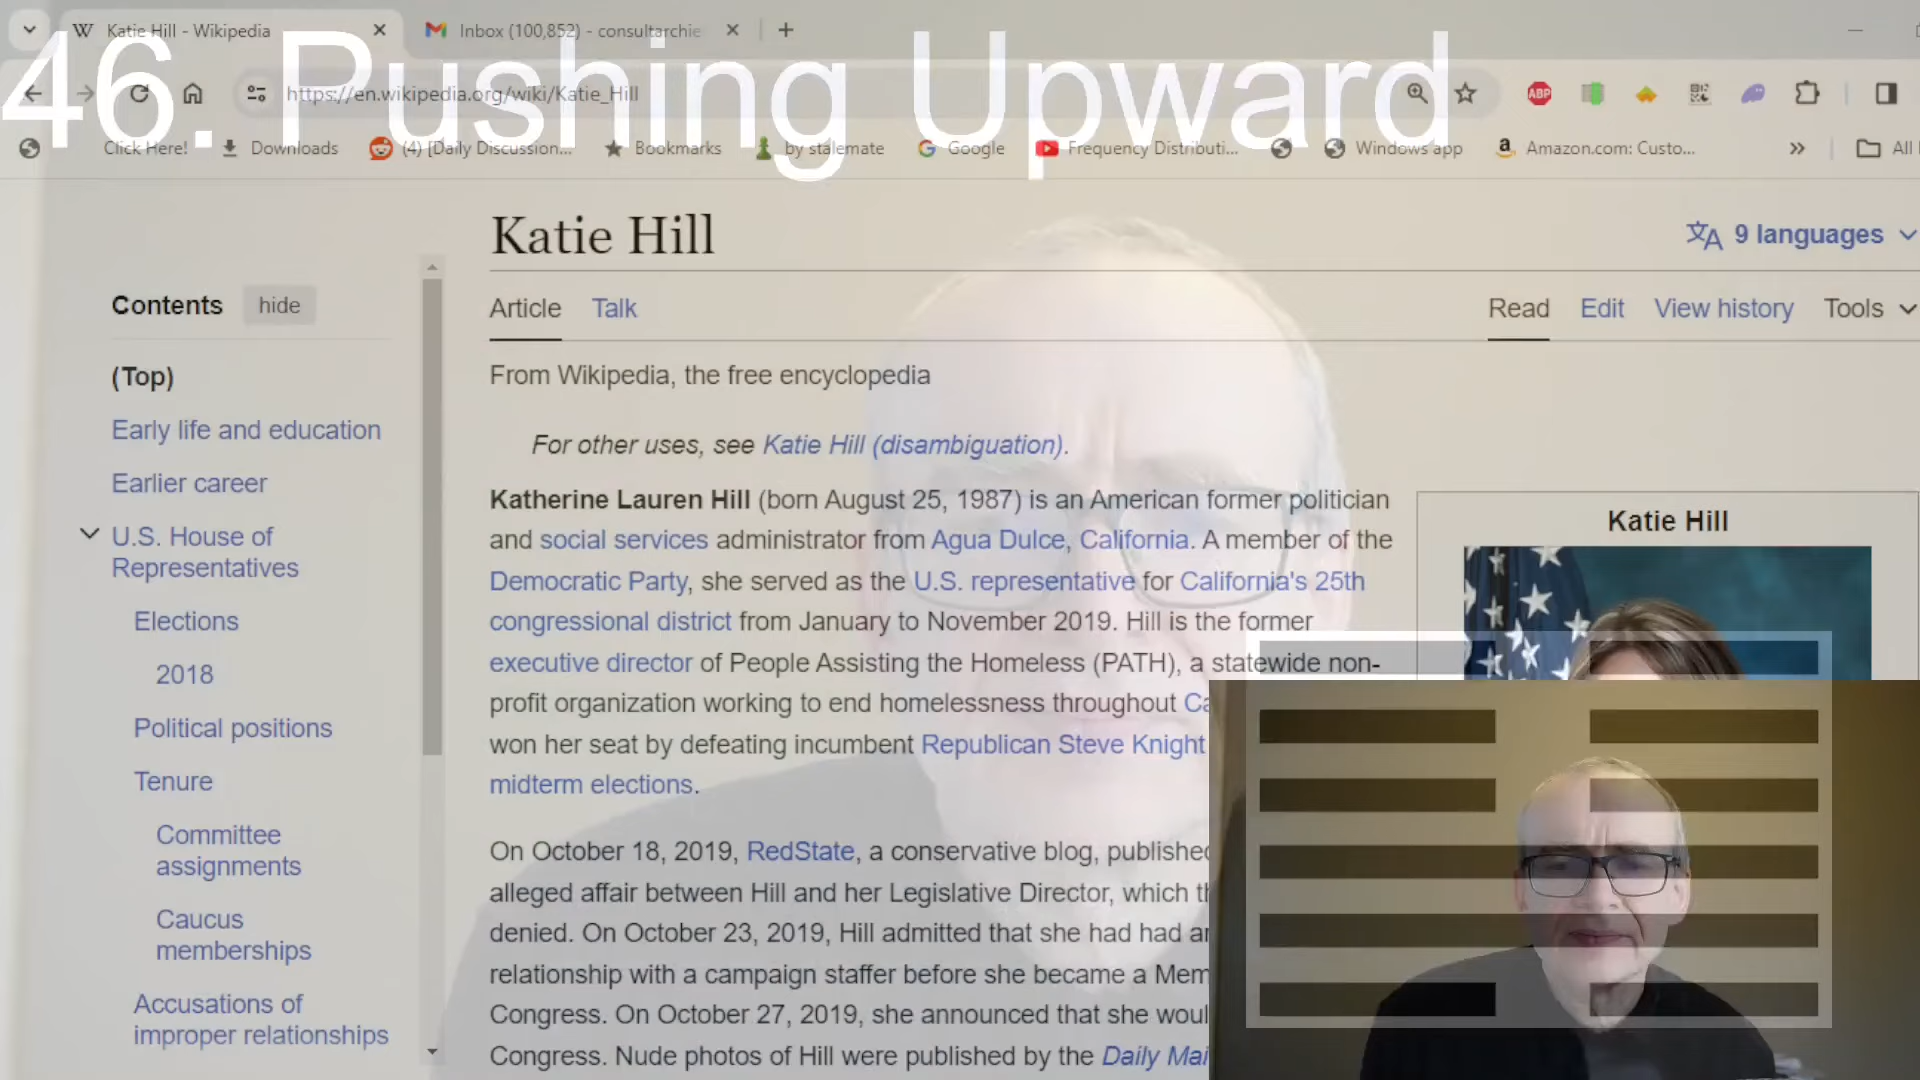 Katie Hill - Wikipedia
Inbox (100,852) - consultarchie
46. Pushing Upward
https://en.wikipedia.org/wiki/Katie_Hill
ABP
Click Here!
Downloads
(4) [Daily Discussion...
Bookmarks
by stalemate
Google
Frequency Distributi...
Windows app
Amazon.com: Custo...
All
Katie Hill
9 languages
Contents
hide
Article
Talk
Read
Edit
View history
Tools
(Top)
Early life and education
Earlier career
U.S. House of
Representatives
Elections
2018
Political positions
Tenure
Committee
assignments
Caucus
memberships
Accusations of
improper relationships
From Wikipedia, the free encyclopedia
For other uses, see Katie Hill (disambiguation).
Katherine Lauren Hill (born August 25, 1987) is an American former politician
and social services administrator from Agua Dulce, California. A member of the
Democratic Party, she served as the U.S. representative for California's 25th
congressional district from January to November 2019. Hill is the former
executive director of People Assisting the Homeless (PATH), a statewide non-
profit organization working to end homelessness throughout Ca
won her seat by defeating incumbent Republican Steve Knight
midterm elections.
On October 18, 2019, RedState, a conservative blog, published
alleged affair between Hill and her Legislative Director, which th
denied. On October 23, 2019, Hill admitted that she had had an
relationship with a campaign staffer before she became a Mem
Congress. On October 27, 2019, she announced that she woul
Congress. Nude photos of Hill were published by the Daily Mai
Katie Hill